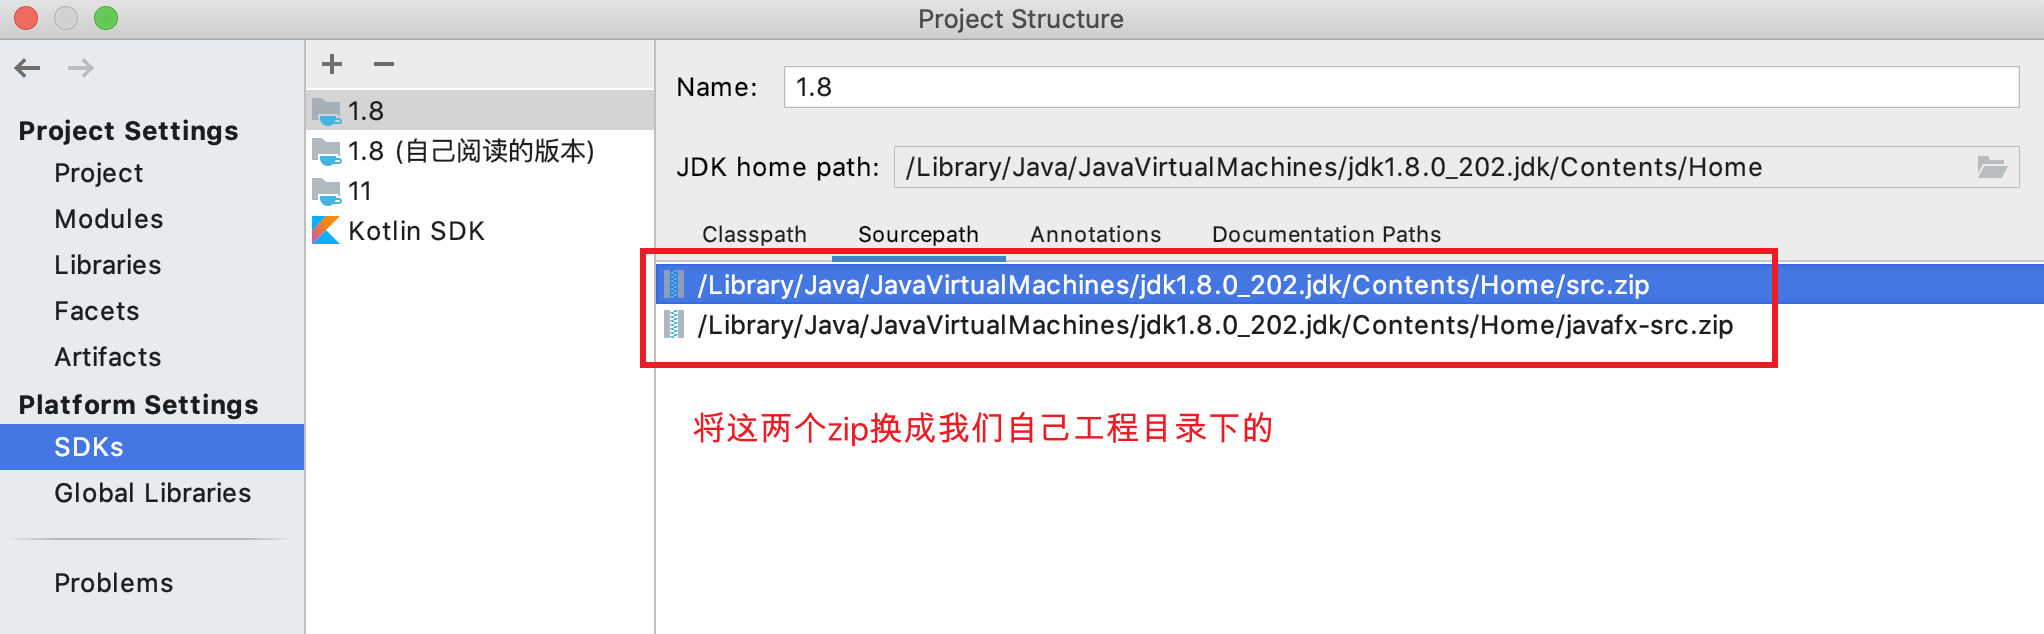 Project Structure
Project Settings
Project
Modules
Libraries
Facets
Artifacts
Platform Settings
SDKs
Global Libraries
Problems
1.8
1.8 (自己阅读的版本)
11
Kotlin SDK
Name: 1.8
JDK home path: /Library/Java/JavaVirtualMachines/jdk1.8.0_202.jdk/Contents/Home
Classpath Sourcepath Annotations Documentation Paths
/Library/Java/JavaVirtualMachines/jdk1.8.0_202.jdk/Contents/Home/src.zip
/Library/Java/JavaVirtualMachines/jdk1.8.0_202.jdk/Contents/Home/javafx-src.zip
将这两个zip换成我们自己工程目录下的